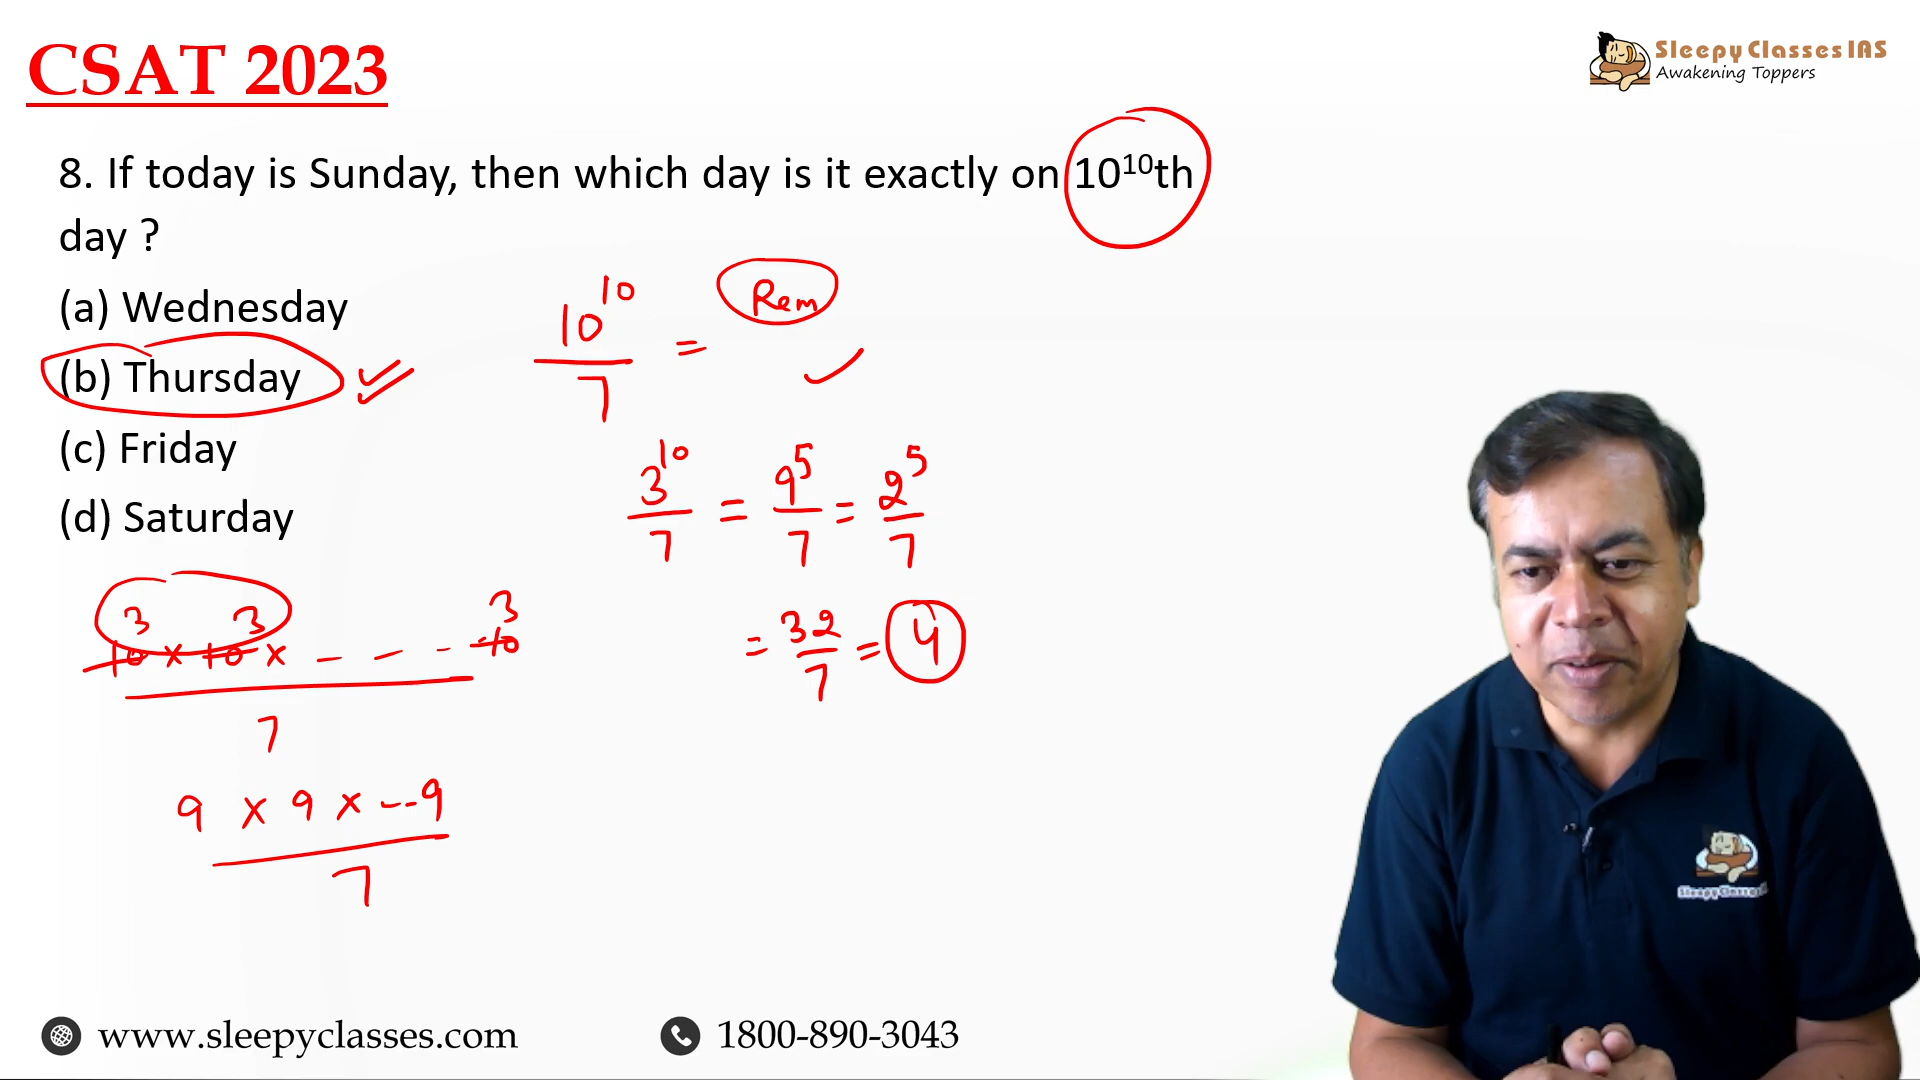 CSAT 2023
Sleepy Classes IAS
Awakening Toppers
8. If today is Sunday, then which day is it exactly on 10¹⁰th
day ?
(a) Wednesday
(b) Thursday
(c) Friday
(d) Saturday
10¹⁰ / 7 = Rem
3¹⁰ / 7 = 9⁵ / 7 = 2⁵ / 7
= 32 / 7 = 4
3 3 3
10 x 10 x - - - 10
7
9 x 9 x --9
7
Sleepy Classes
www.sleepyclasses.com
1800-890-3043